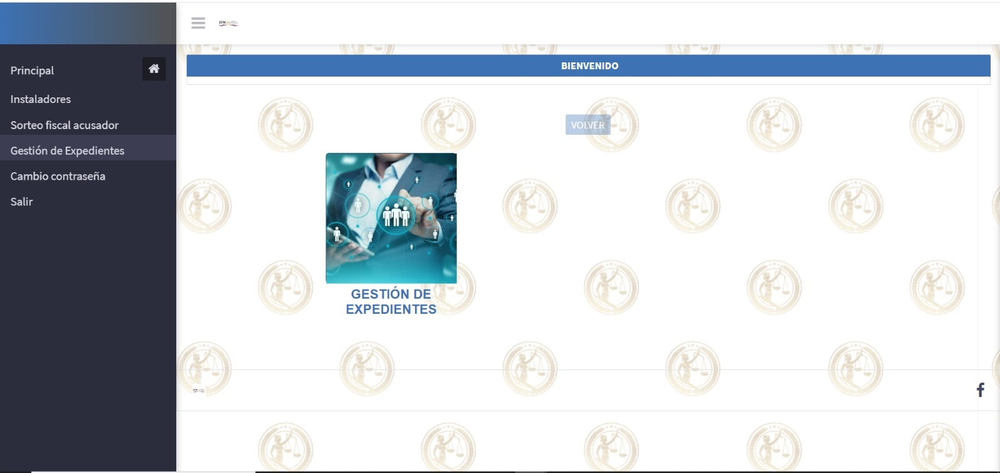 BIENVENIDO
Principal
Instaladores
Sorteo fiscal acusador
Gestión de Expedientes
Cambio contraseña
Salir
VOLVER
GESTIÓN DE
EXPEDIENTES